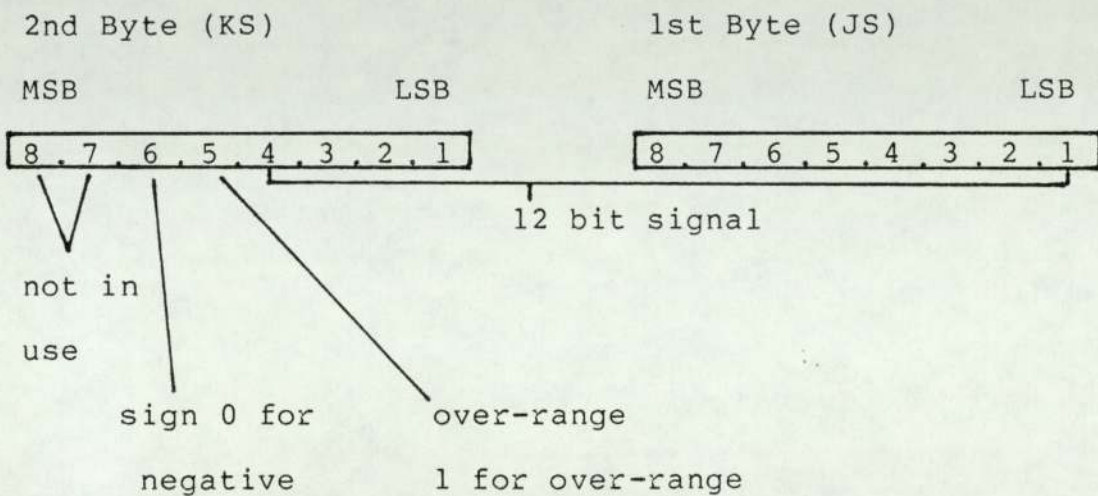 2nd Byte (KS) 1st Byte (JS)
MSB LSB MSB LSB
8 . 7 . 6 . 5 . 4 . 3 . 2 . 1 8 . 7 . 6 . 5 . 4 . 3 . 2 . 1
12 bit signal
not in
use
sign 0 for over-range
negative 1 for over-range